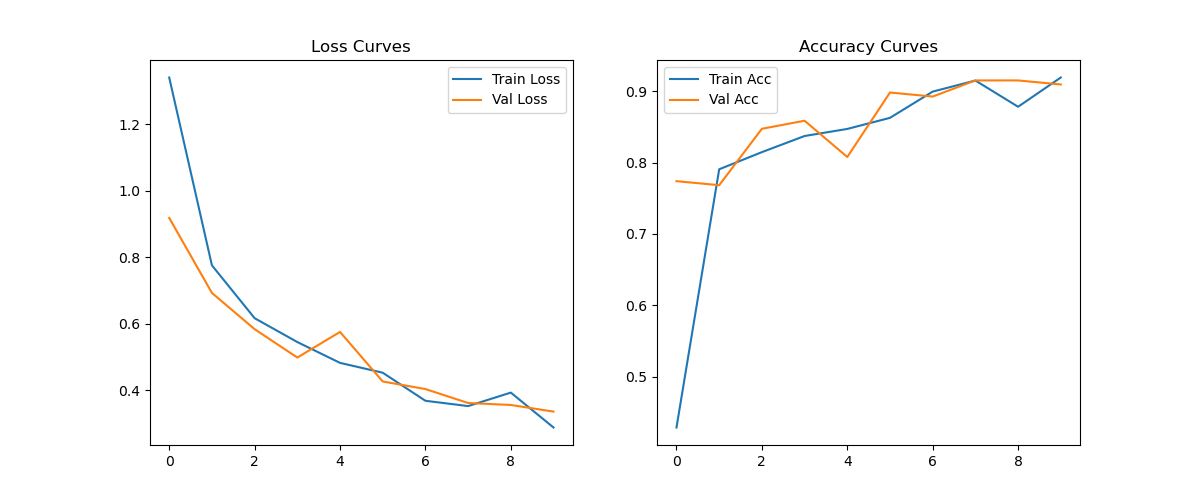 Loss Curves
Train Loss
Val Loss
1.2
1.0
0.8
0.6
0.4
0 2 4 6 8
Accuracy Curves
Train Acc
Val Acc
0.9
0.8
0.7
0.6
0.5
0 2 4 6 8